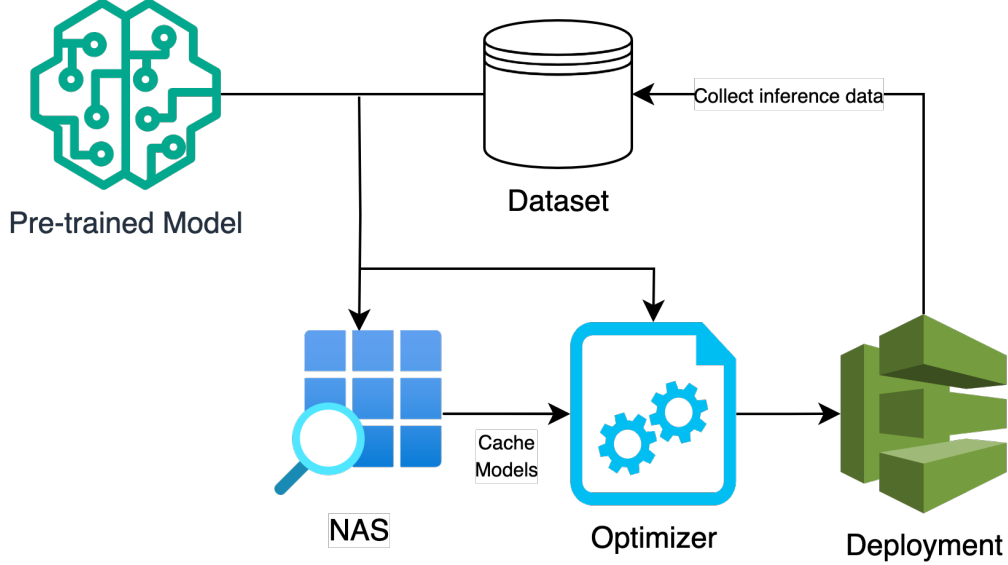 Collect inference data
Dataset
Pre-trained Model
Cache
Models
NAS
Optimizer
Deployment